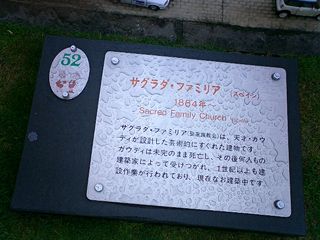 52
サグラダ・ファミリア (スペイン)
1884年～
Sacred Family Church
サグラダ・ファミリア(聖家族教会)は、天才・ガウ
ディが設計した芸術的にすぐれた建物です。
ガウディは未完のまま死亡し、その後何人もの
建築家によって受けつがれ、1世紀以上も建
設作業が行われており、現在なお建築中です。